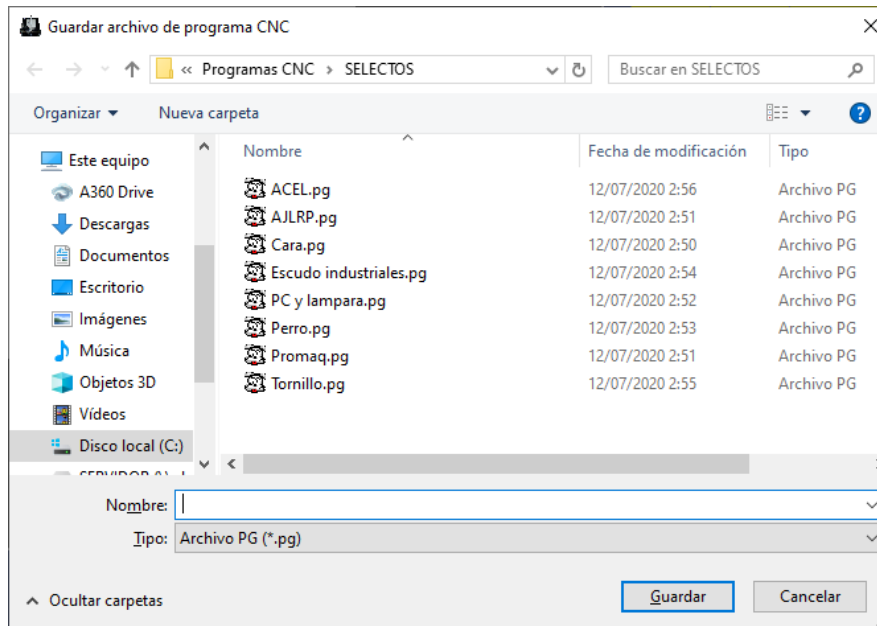 Guardar archivo de programa CNC
« Programas CNC > SELECTOS
Buscar en SELECTOS
Organizar
Nueva carpeta
Este equipo
A360 Drive
Descargas
Documentos
Escritorio
Imágenes
Música
Objetos 3D
Vídeos
Disco local (C:)
Nombre Fecha de modificación Tipo
ACEL.pg 12/07/2020 2:56 Archivo PG
AJLRP.pg 12/07/2020 2:51 Archivo PG
Cara.pg 12/07/2020 2:50 Archivo PG
Escudo industriales.pg 12/07/2020 2:54 Archivo PG
PC y lampara.pg 12/07/2020 2:52 Archivo PG
Perro.pg 12/07/2020 2:53 Archivo PG
Promaq.pg 12/07/2020 2:51 Archivo PG
Tornillo.pg 12/07/2020 2:55 Archivo PG
Nombre:
Tipo: Archivo PG (*.pg)
Ocultar carpetas
Guardar
Cancelar